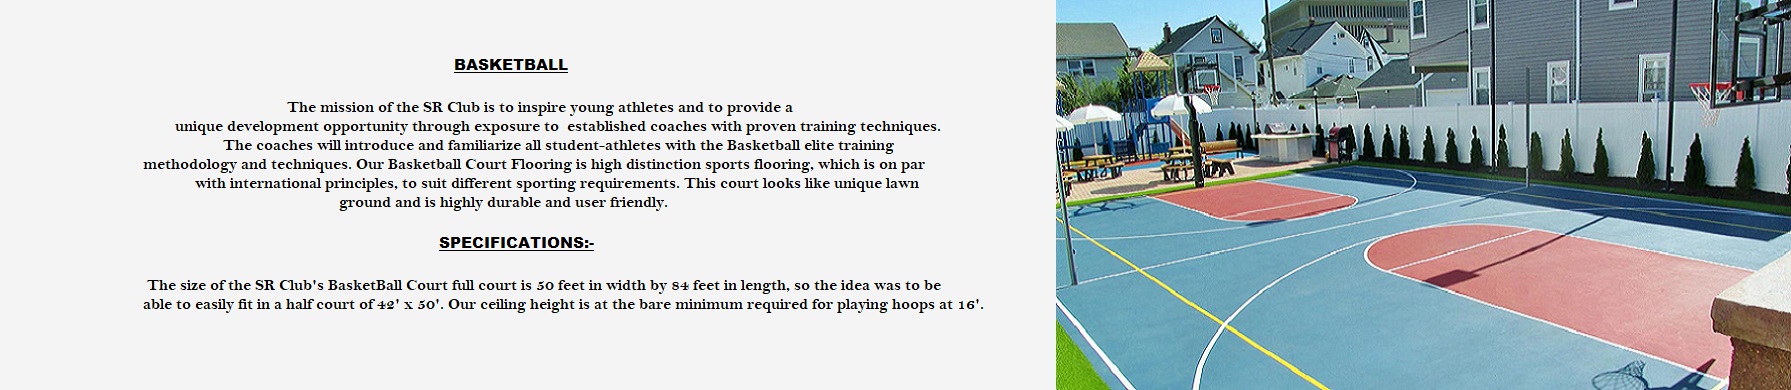 BASKETBALL
The mission of the SR Club is to inspire young athletes and to provide a
unique development opportunity through exposure to established coaches with proven training techniques.
The coaches will introduce and familiarize all student-athletes with the Basketball elite training
methodology and techniques. Our Basketball Court Flooring is high distinction sports flooring, which is on par
with international principles, to suit different sporting requirements. This court looks like unique lawn
ground and is highly durable and user friendly.
SPECIFICATIONS:-
The size of the SR Club's BasketBall Court full court is 50 feet in width by 84 feet in length, so the idea was to be
able to easily fit in a half court of 42' x 50'. Our ceiling height is at the bare minimum required for playing hoops at 16'.